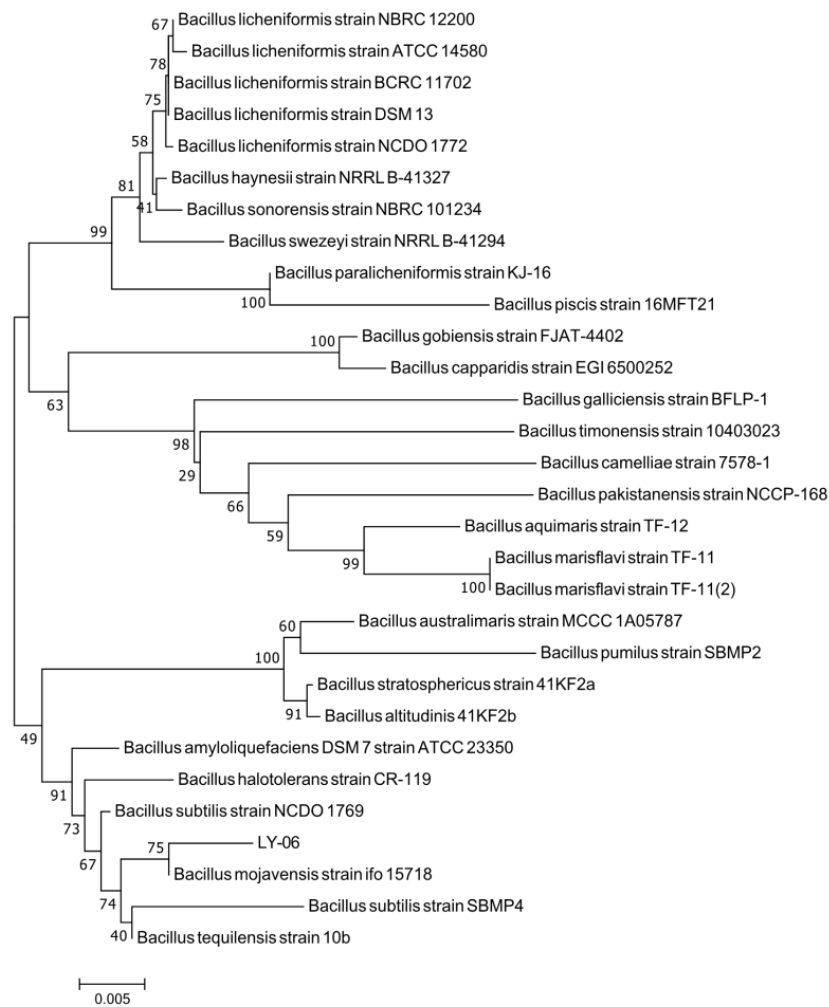 67
Bacillus licheniformis strain NBRC 12200
Bacillus licheniformis strain ATCC 14580
78
Bacillus licheniformis strain BCRC 11702
75
Bacillus licheniformis strain DSM 13
58
Bacillus licheniformis strain NCDO 1772
81
Bacillus haynesii strain NRRL B-41327
41
Bacillus sonorensis strain NBRC 101234
99
Bacillus swezeyi strain NRRL B-41294
Bacillus paralicheniformis strain KJ-16
100
Bacillus piscis strain 16MFT21
100
Bacillus gobiensis strain FJAT-4402
Bacillus capparidis strain EGI 6500252
63
Bacillus galliciensis strain BFLP-1
98
Bacillus timonensis strain 10403023
29
Bacillus camelliae strain 7578-1
66
Bacillus pakistanensis strain NCCP-168
59
Bacillus aquimaris strain TF-12
99
Bacillus marisflavi strain TF-11
100
Bacillus marisflavi strain TF-11(2)
60
Bacillus australimaris strain MCCC 1A05787
100
Bacillus pumilus strain SBMP2
Bacillus stratosphericus strain 41KF2a
91
Bacillus altitudinis 41KF2b
49
Bacillus amyloliquefaciens DSM 7 strain ATCC 23350
91
Bacillus halotolerans strain CR-119
73
Bacillus subtilis strain NCDO 1769
67
75
LY-06
Bacillus mojavensis strain ifo 15718
74
Bacillus subtilis strain SBMP4
40
Bacillus tequilensis strain 10b
0.005